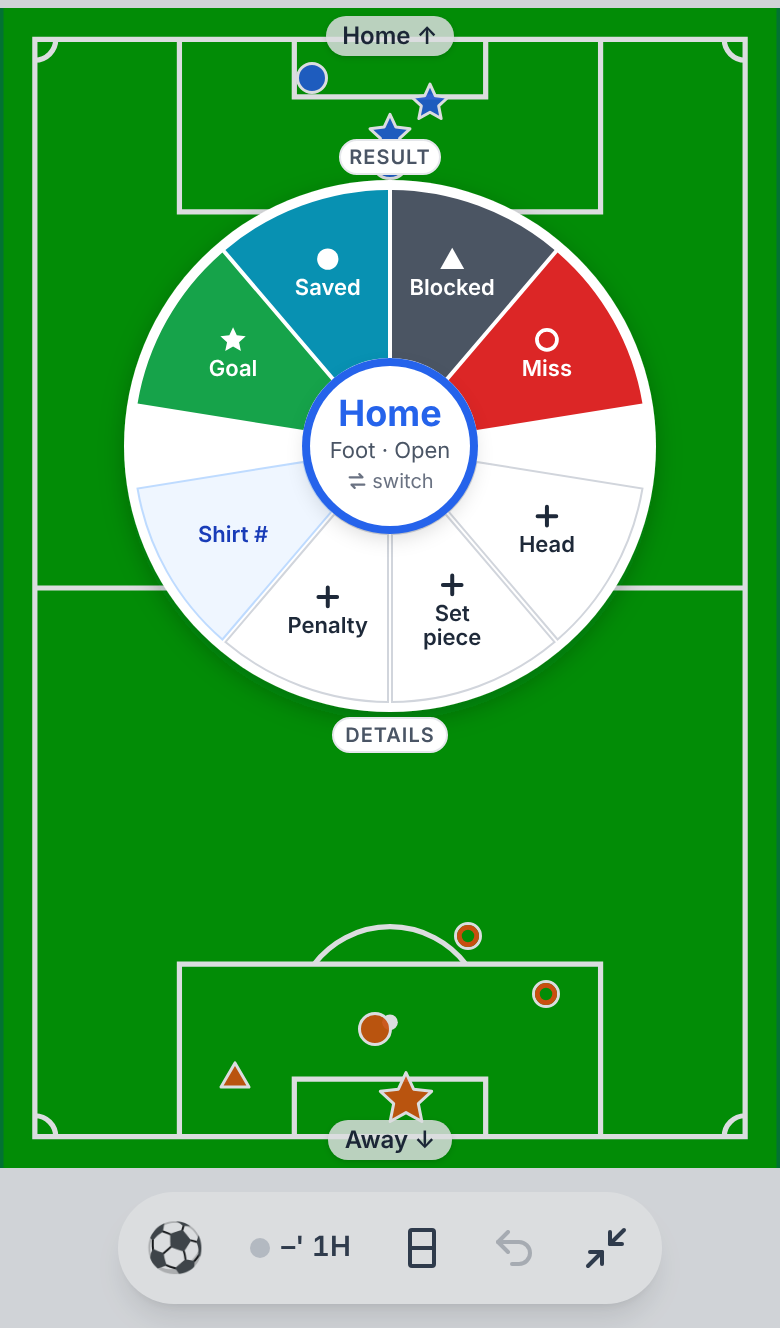 Home ↑
RESULT
Saved
Blocked
Goal
Miss
Home
Foot · Open
switch
Shirt #
Head
Penalty
Set
piece
DETAILS
Away ↓
–' 1H